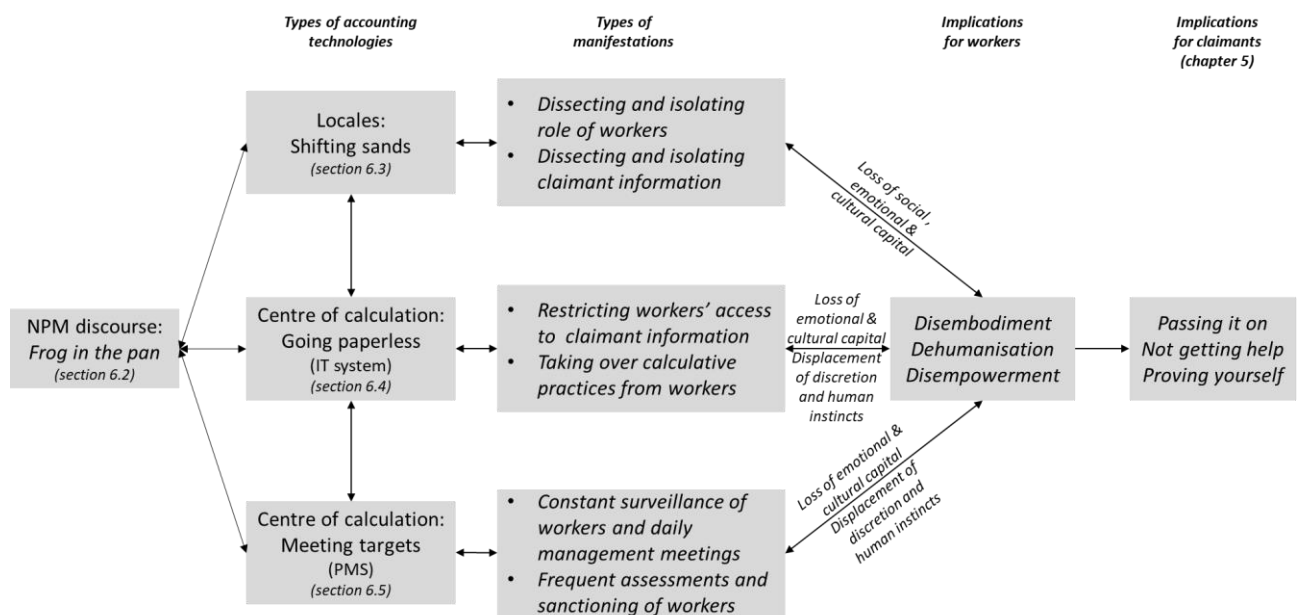 Types of accounting
technologies
Types of
manifestations
Implications
for workers
Implications
for claimants
(chapter 5)
NPM discourse:
Frog in the pan
(section 6.2)
Locales:
Shifting sands
(section 6.3)
• Dissecting and isolating
role of workers
• Dissecting and isolating
claimant information
Loss of social ,
emotional &
cultural capital
Centre of calculation:
Going paperless
(IT system)
(section 6.4)
• Restricting workers’ access
to claimant information
• Taking over calculative
practices from workers
Loss of
emotional &
cultural capital
Displacement
of discretion
and human
instincts
Disembodiment
Dehumanisation
Disempowerment
Passing it on
Not getting help
Proving yourself
Centre of calculation:
Meeting targets
(PMS)
(section 6.5)
• Constant surveillance of
workers and daily
management meetings
• Frequent assessments and
sanctioning of workers
Loss of emotional &
cultural capital
Displacement of
discretion and
human instincts